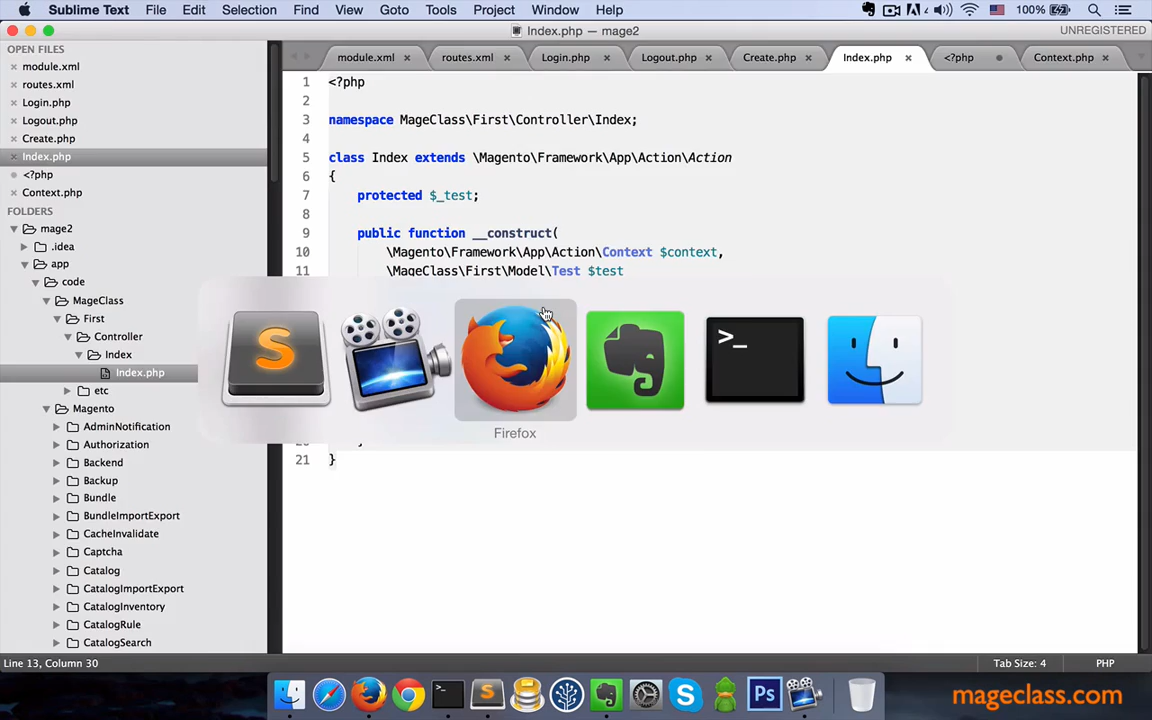 Sublime Text File Edit Selection Find View Goto Tools Project Window Help 4 100%
Index.php — mage2 UNREGISTERED
OPEN FILES
module.xml
routes.xml
Login.php
Logout.php
Create.php
Index.php
<?php
Context.php
FOLDERS
mage2
.idea
app
code
MageClass
First
Controller
Index
Index.php
etc
Magento
AdminNotification
Authorization
Backend
Backup
Bundle
BundleImportExport
CacheInvalidate
Captcha
Catalog
CatalogImportExport
CatalogInventory
CatalogRule
CatalogSearch
module.xml routes.xml Login.php Logout.php Create.php Index.php <?php Context.php
1 <?php
2
3 namespace MageClass\First\Controller\Index;
4
5 class Index extends \Magento\Framework\App\Action\Action
6 {
7 protected $_test;
8
9 public function __construct(
10 \Magento\Framework\App\Action\Context $context,
11 \MageClass\First\Model\Test $test
Firefox
21 }
Line 13, Column 30 Tab Size: 4 PHP
mageclass.com